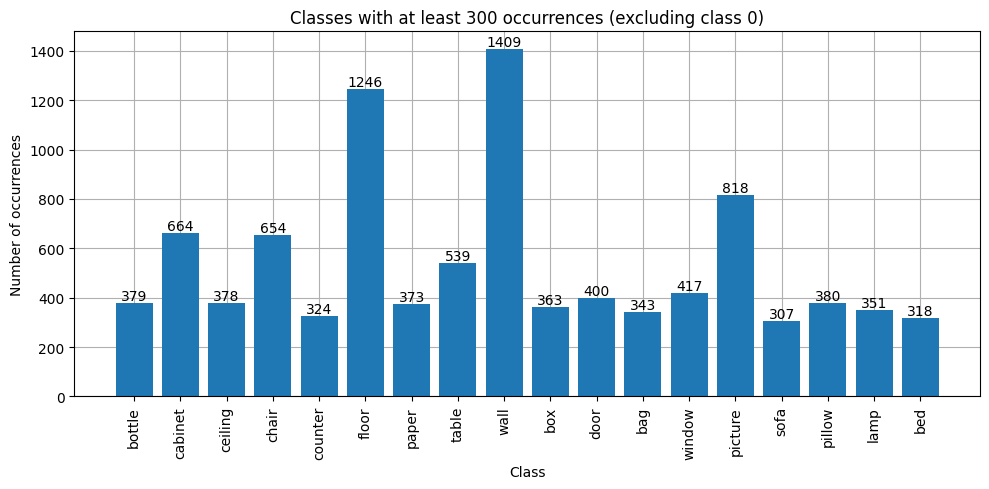 Classes with at least 300 occurrences (excluding class 0)
Number of occurrences
1400
1200
1000
800
600
400
200
0
379
664
378
654
324
1246
373
539
1409
363
400
343
417
818
307
380
351
318
bottle
cabinet
ceiling
chair
counter
floor
paper
table
wall
box
door
bag
window
picture
sofa
pillow
lamp
bed
Class